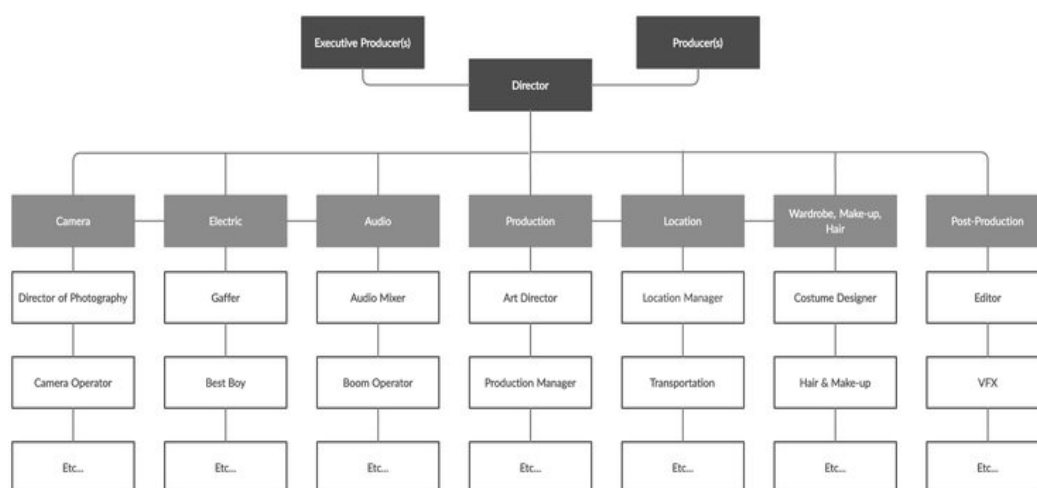 Executive Producer(s)
Producer(s)
Director
Camera
Electric
Audio
Production
Location
Wardrobe, Make-up,
Hair
Post-Production
Director of Photography
Gaffer
Audio Mixer
Art Director
Location Manager
Costume Designer
Editor
Camera Operator
Best Boy
Boom Operator
Production Manager
Transportation
Hair & Make-up
VFX
Etc...
Etc...
Etc...
Etc...
Etc...
Etc...
Etc...